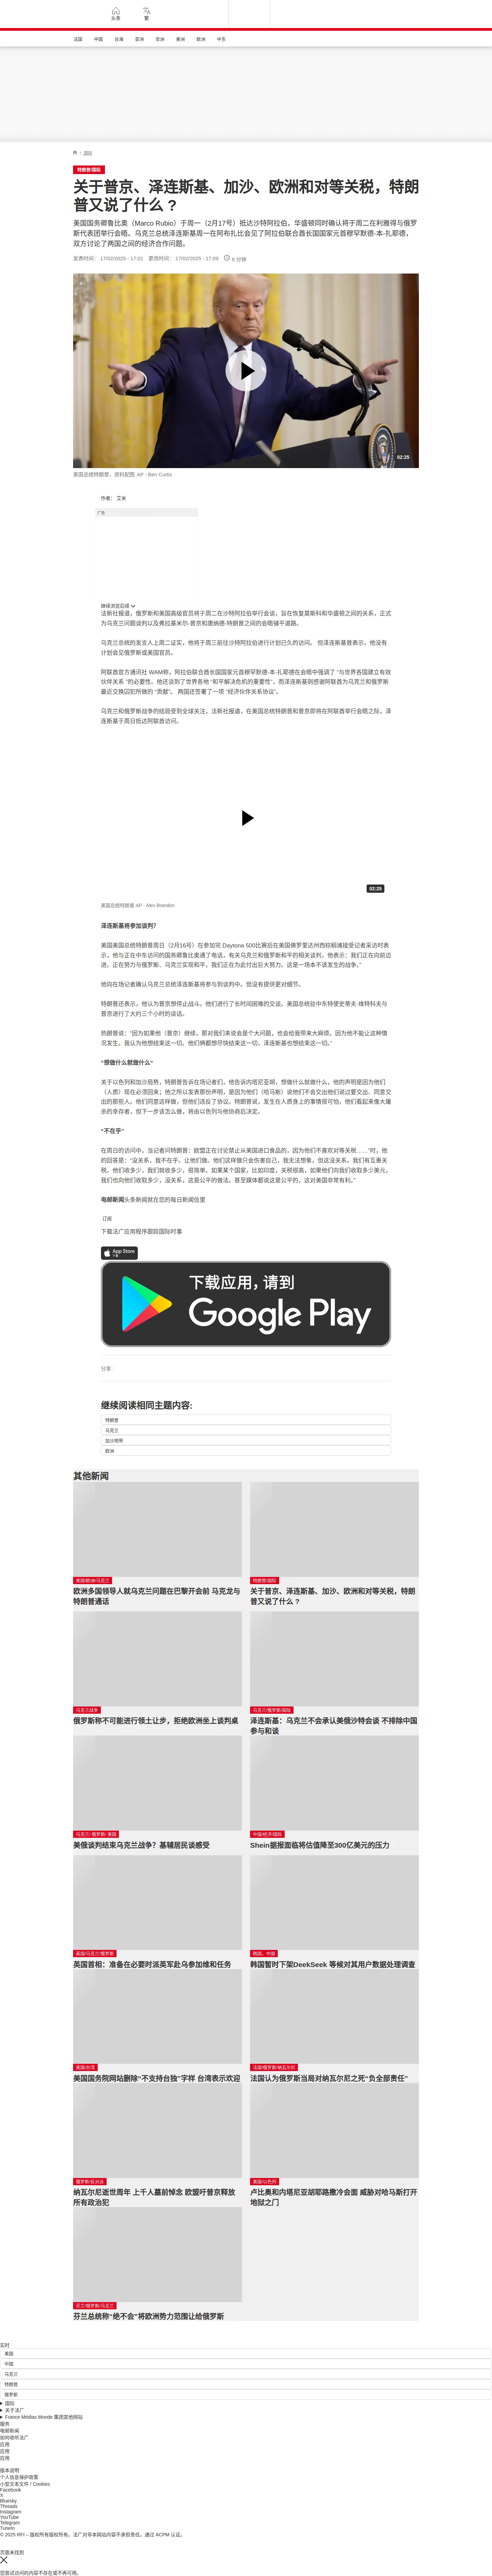 头条
繁
法国
中国
台海
亚洲
非洲
美洲
欧洲
中东
/ 国际
特朗普/国际
关于普京、泽连斯基、加沙、欧洲和对等关税，特朗
普又说了什么 ?
美国国务卿鲁比奥（Marco Rubio）于周一（2月17号）抵达沙特阿拉伯，华盛顿同时确认将于周二在利雅得与俄罗
斯代表团举行会晤。乌克兰总统泽连斯基周一在阿布扎比会见了阿拉伯联合酋长国国家元首穆罕默德-本-扎耶德，
双方讨论了两国之间的经济合作问题。
发表时间： 17/02/2025 - 17:01 更改时间： 17/02/2025 - 17:09 8 分钟
02:25
美国总统特朗普，资料配图 AP - Ben Curtis
作者： 艾米
广告
继续浏览后续
法新社报道，俄罗斯和美国高级官员将于周二在沙特阿拉伯举行会谈，旨在恢复莫斯科和华盛顿之间的关系，正式
为乌克兰问题谈判以及弗拉基米尔·普京和唐纳德·特朗普之间的会晤铺平道路。
乌克兰总统的发言人上周二证实，他将于周三前往沙特阿拉伯进行计划已久的访问。 但泽连斯基普表示，他没有
计划会见俄罗斯或美国官员。
阿联酋官方通讯社 WAM称，阿拉伯联合酋长国国家元首穆罕默德-本-扎耶德在会晤中强调了 “与世界各国建立有效
伙伴关系 ”的必要性。他还谈到了世界各地 “和平解决危机的重要性”。而泽连斯基则感谢阿联酋为乌克兰和俄罗斯
最近交换囚犯所做的 “贡献”。 两国还签署了一项 “经济伙伴关系协议”。
乌克兰和俄罗斯战争的结局受到全球关注，法新社报道，在美国总统特朗普和普京即将在阿联酋举行会晤之际，泽
连斯基于周日抵达阿联酋访问。
02:25
美国总统特朗普 AP - Alex Brandon
泽连斯基将参加谈判？
美国美国总统特朗普周日（2月16号）在参加完 Daytona 500比赛后在美国佛罗里达州西棕榈滩接受记者采访时表
示，他与正在中东访问的国务卿鲁比奥通了电话，有关乌克兰和俄罗斯和平的相关谈判，他表示：我们正在向前迈
进。正在努力与俄罗斯、乌克兰实现和平，我们正在为此付出巨大努力。这是一场本不该发生的战争。”
他向在场记者确认乌克兰总统泽连斯基将参与到谈判中。但没有提供更对细节。
特朗普还表示，他认为普京想停止战斗。他们进行了长时间困难的交谈。美国总统驻中东特使史蒂夫·维特科夫与
普京进行了大约三个小时的谈话。
热朗普说：“因为如果他（普京）继续，那对我们来说会是个大问题，也会给我带来大麻烦，因为他不能让这种情
况发生。我认为他想结束这一切。他们俩都想尽快结束这一切，泽连斯基也想结束这一切。”
“想做什么就做什么”
关于以色列和加沙局势，特朗普告诉在场记者们，他告诉内塔尼亚胡，想做什么就做什么，他的声明是因为他们
（人质）现在必须回来；他之所以发表那份声明，是因为他们（哈马斯）说他们不会交出他们说过要交出、同意交
出的那些人。他们同意这样做，但他们违反了协议。特朗普说，发生在人质身上的事情很可怕，他们看起来像大屠
杀的幸存者，但下一步该怎么做，将由以色列与他协商后决定。
“不在乎”
在周日的访问中，当记者问特朗普：欧盟正在讨论禁止从美国进口食品的，因为他们不喜欢对等关税……”时，他
的回答是：“没关系，我不在乎。让他们做。他们这样做只会伤害自己，我无法想象，但这没关系。我们有互惠关
税。他们收多少，我们就收多少，很简单。如果某个国家，比如印度，关税很高，如果他们向我们收取多少美元，
我们也向他们收取多少，没关系，这是公平的做法。甚至媒体都说这是公平的，这对美国非常有利。”
电邮新闻头条新闻就在您的每日新闻信里
订阅
下载法广应用程序跟踪国际时事
App Store
下载
下载应用，请到
Google Play
分享 :
继续阅读相同主题内容:
特朗普
乌克兰
加沙地带
欧洲
其他新闻
美国/欧洲/乌克兰
欧洲多国领导人就乌克兰问题在巴黎开会前 马克龙与
特朗普通话
特朗普/国际
关于普京、泽连斯基、加沙、欧洲和对等关税，特朗
普又说了什么 ?
乌克兰战争
俄罗斯称不可能进行领土让步，拒绝欧洲坐上谈判桌
乌克兰/俄罗斯/国际
泽连斯基：乌克兰不会承认美俄沙特会谈 不排除中国
参与和谈
乌克兰/ 俄罗斯/ 美国
美俄谈判结束乌克兰战争？基辅居民谈感受
中国/经济/国际
Shein据报面临将估值降至300亿美元的压力
英国/乌克兰/俄罗斯
英国首相：准备在必要时派英军赴乌参加维和任务
韩国、中国
韩国暂时下架DeekSeek 等候对其用户数据处理调查
美国/台湾
美国国务院网站删除“不支持台独”字样 台湾表示欢迎
法国/俄罗斯/纳瓦尔尼
法国认为俄罗斯当局对纳瓦尔尼之死“负全部责任”
俄罗斯/反对派
纳瓦尔尼逝世周年 上千人墓前悼念 欧盟吁普京释放
所有政治犯
美国/以色列
卢比奥和内塔尼亚胡耶路撒冷会面 威胁对哈马斯打开
地狱之门
芬兰/俄罗斯/乌克兰
芬兰总统称“绝不会”将欧洲势力范围让给俄罗斯
实时
美国
中国
乌克兰
特朗普
俄罗斯
国际
关于法广
France Médias Monde 集团其他网站
服务
电邮新闻
如何收听法广
应用
应用
应用
版本说明
个人信息保护政策
小型文本文件 / Cookies
Facebook
X
Bluesky
Threads
Instagram
YouTube
Telegram
TuneIn
© 2025 RFI – 版权所有版权所有。法广对非本网站内容不承担责任。通过 ACPM 认证。
页面未找到
您尝试访问的内容不存在或不再可用。